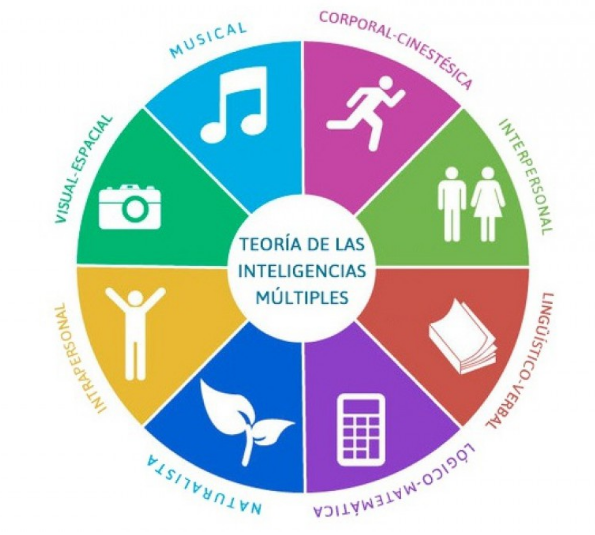 MUSICAL
CORPORAL-CINESTÉSICA
INTERPERSONAL
LINGÜÍSTICO-VERBAL
LÓGICO-MATEMÁTICA
NATURALISTA
INTRAPERSONAL
VISUAL-ESPACIAL
TEORÍA DE LAS
INTELIGENCIAS
MÚLTIPLES